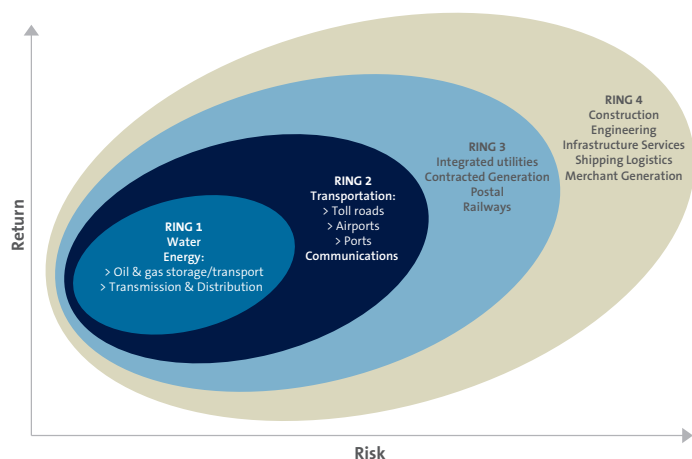 Return
RING 1
Water
Energy:
> Oil & gas storage/transport
> Transmission & Distribution
RING 2
Transportation:
> Toll roads
> Airports
> Ports
Communications
RING 3
Integrated utilities
Contracted Generation
Postal
Railways
RING 4
Construction
Engineering
Infrastructure Services
Shipping Logistics
Merchant Generation
Risk